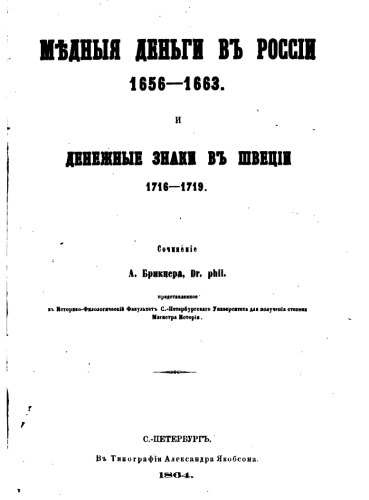 МѢДНЫЯ ДЕНЬГИ ВЪ РОССІИ
1656—1663.
И
ДЕНЕЖНЫЕ ЗНАКИ ВЪ ШВЕЦІИ
1716—1719.
Сочиненіе
А. Брикнера, Dr. phil.
представленное
въ Историко-Филологическій Факультетъ С.-Петербургскаго Университета для полученія степени
Магистра Исторіи.
С.-ПЕТЕРБУРГЪ.
Въ Типографіи Александра Якобсона.
1864.